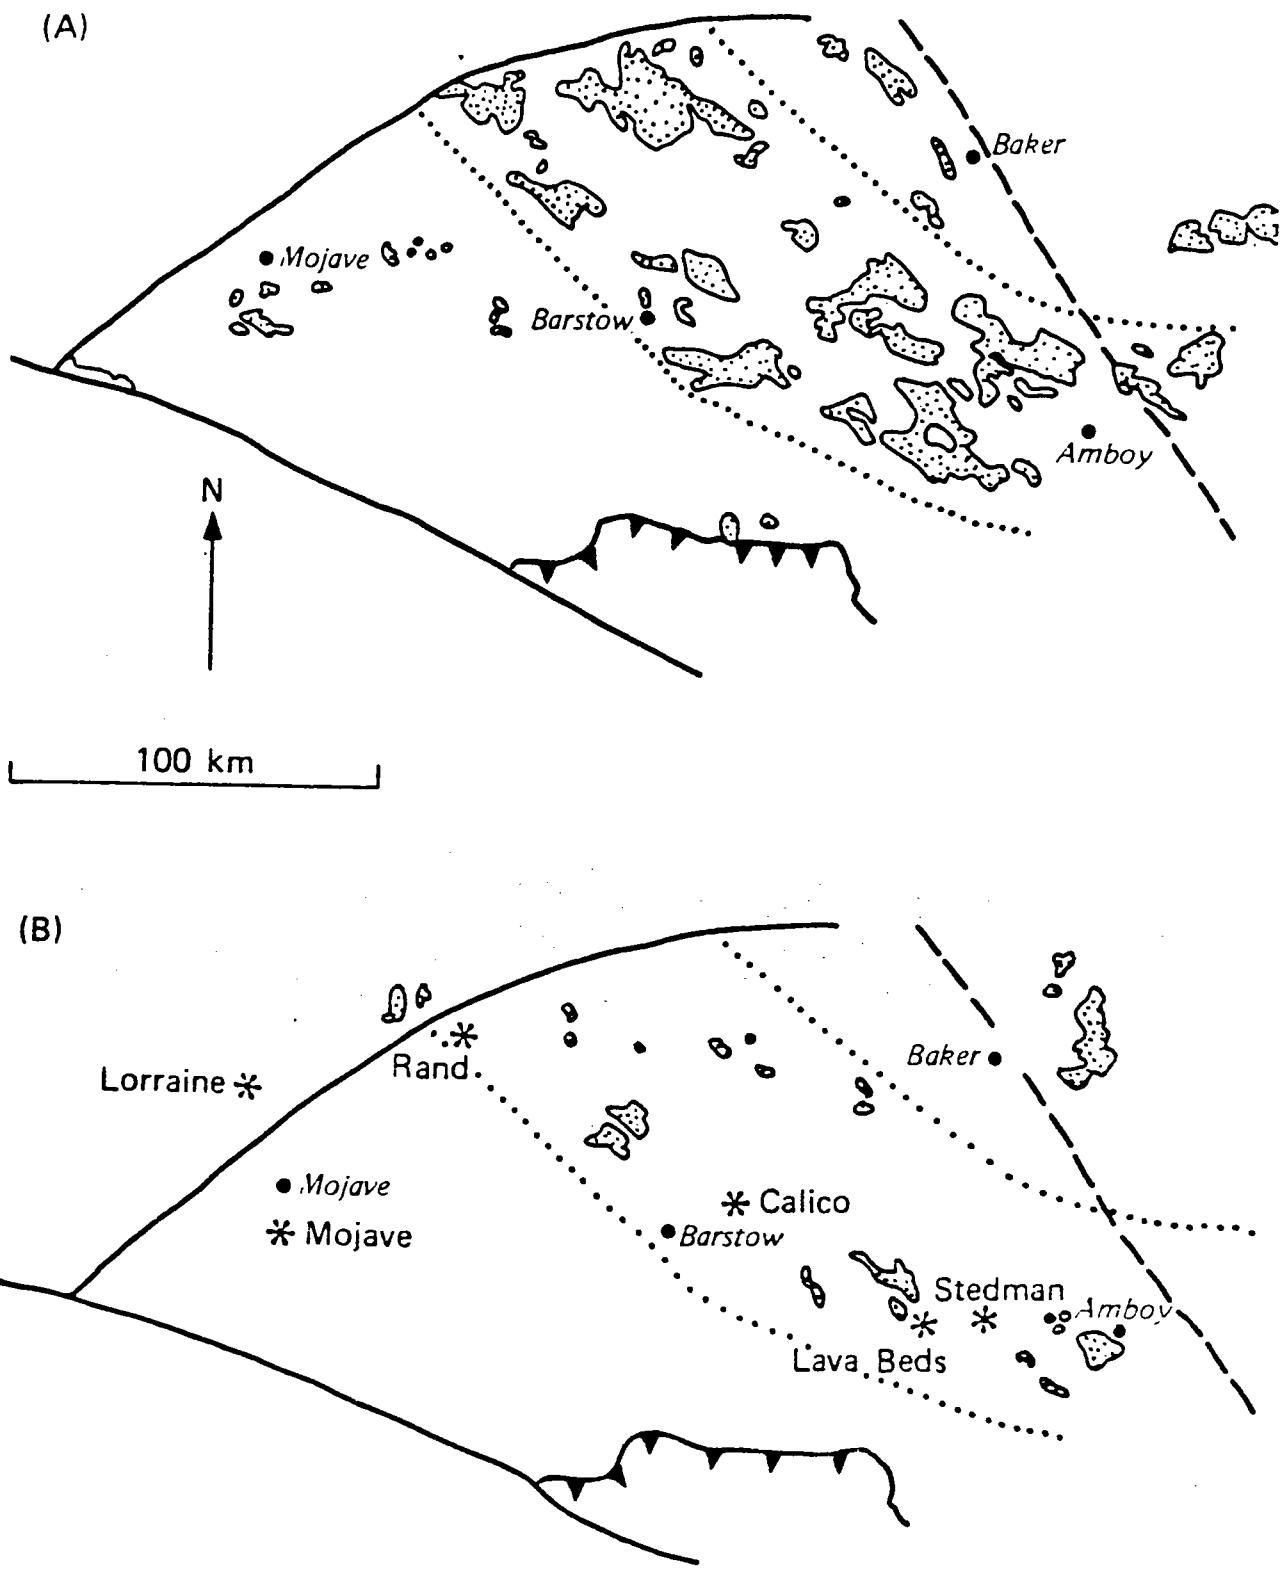 (A)
Baker
Mojave
Barstow
Amboy
N
100 km
(B)
Baker
Rand
Lorraine
Mojave
Mojave
Calico
Barstow
Stedman
Amboy
Lava Beds